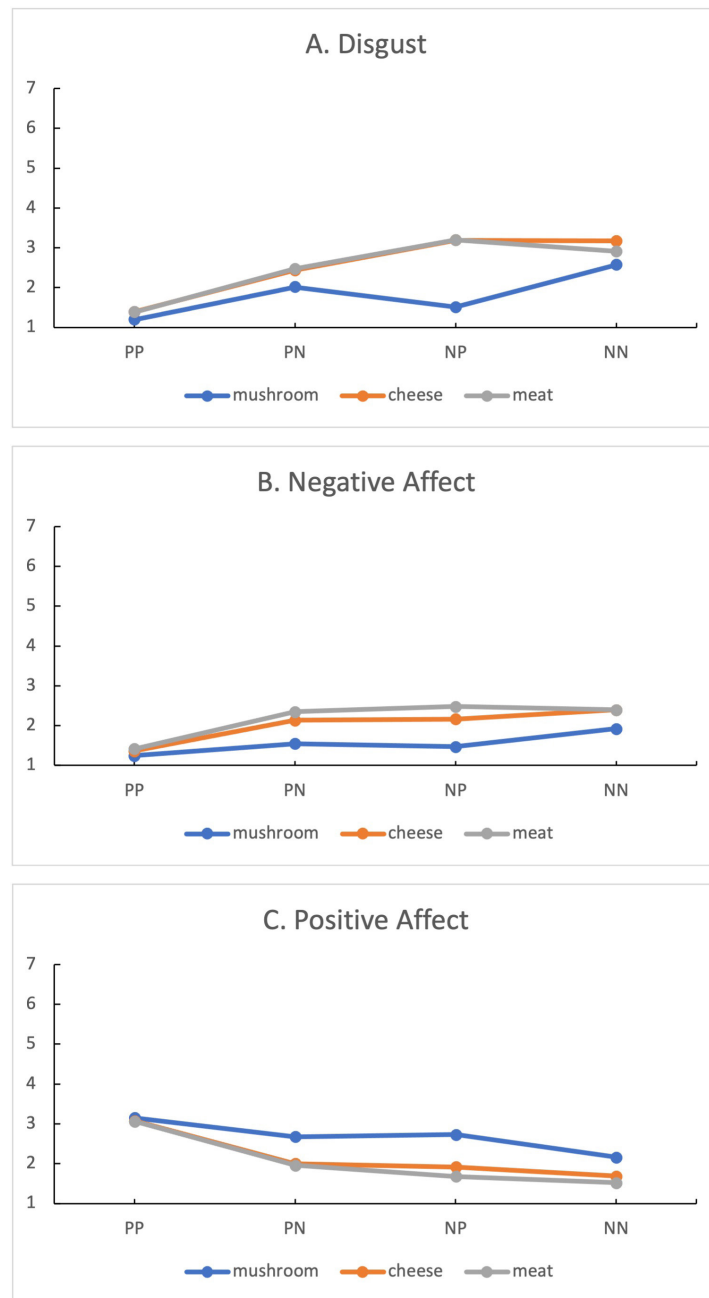 A. Disgust
7
6
5
4
3
2
1
PP PN NP NN
mushroom cheese meat
B. Negative Affect
7
6
5
4
3
2
1
PP PN NP NN
mushroom cheese meat
C. Positive Affect
7
6
5
4
3
2
1
PP PN NP NN
mushroom cheese meat